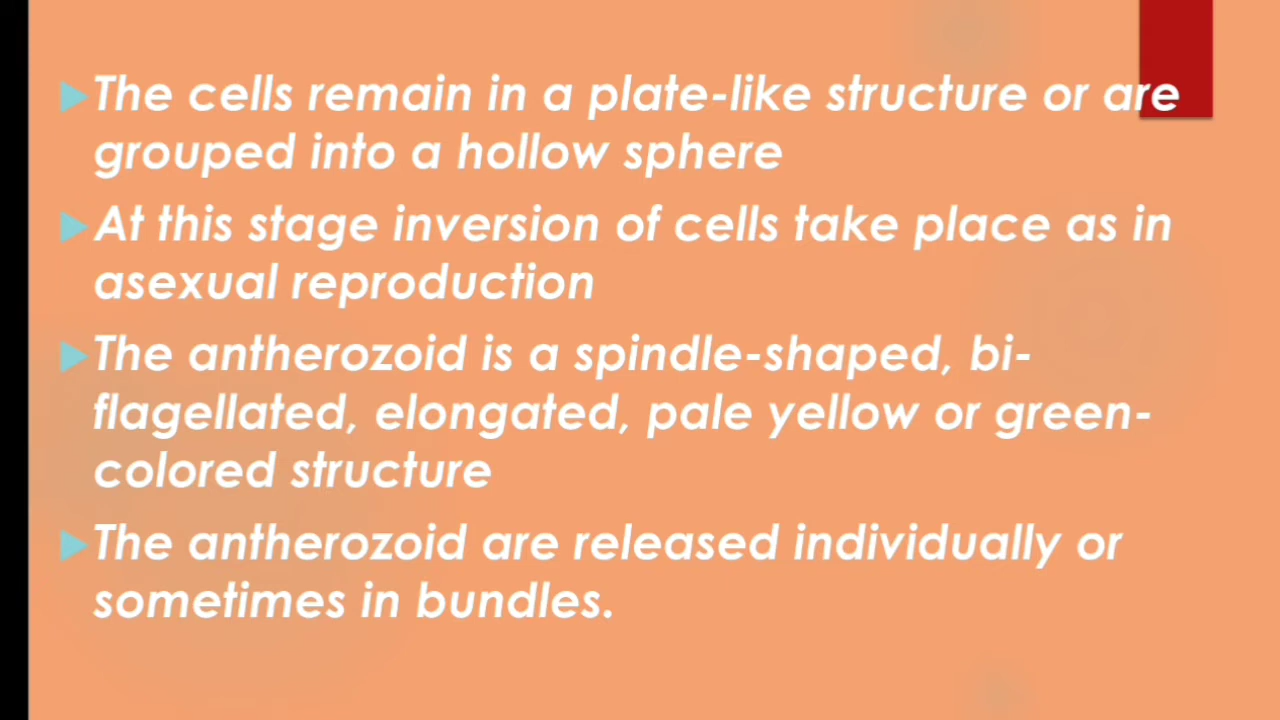 The cells remain in a plate-like structure or are
grouped into a hollow sphere
At this stage inversion of cells take place as in
asexual reproduction
The antherozoid is a spindle-shaped, bi-
flagellated, elongated, pale yellow or green-
colored structure
The antherozoid are released individually or
sometimes in bundles.